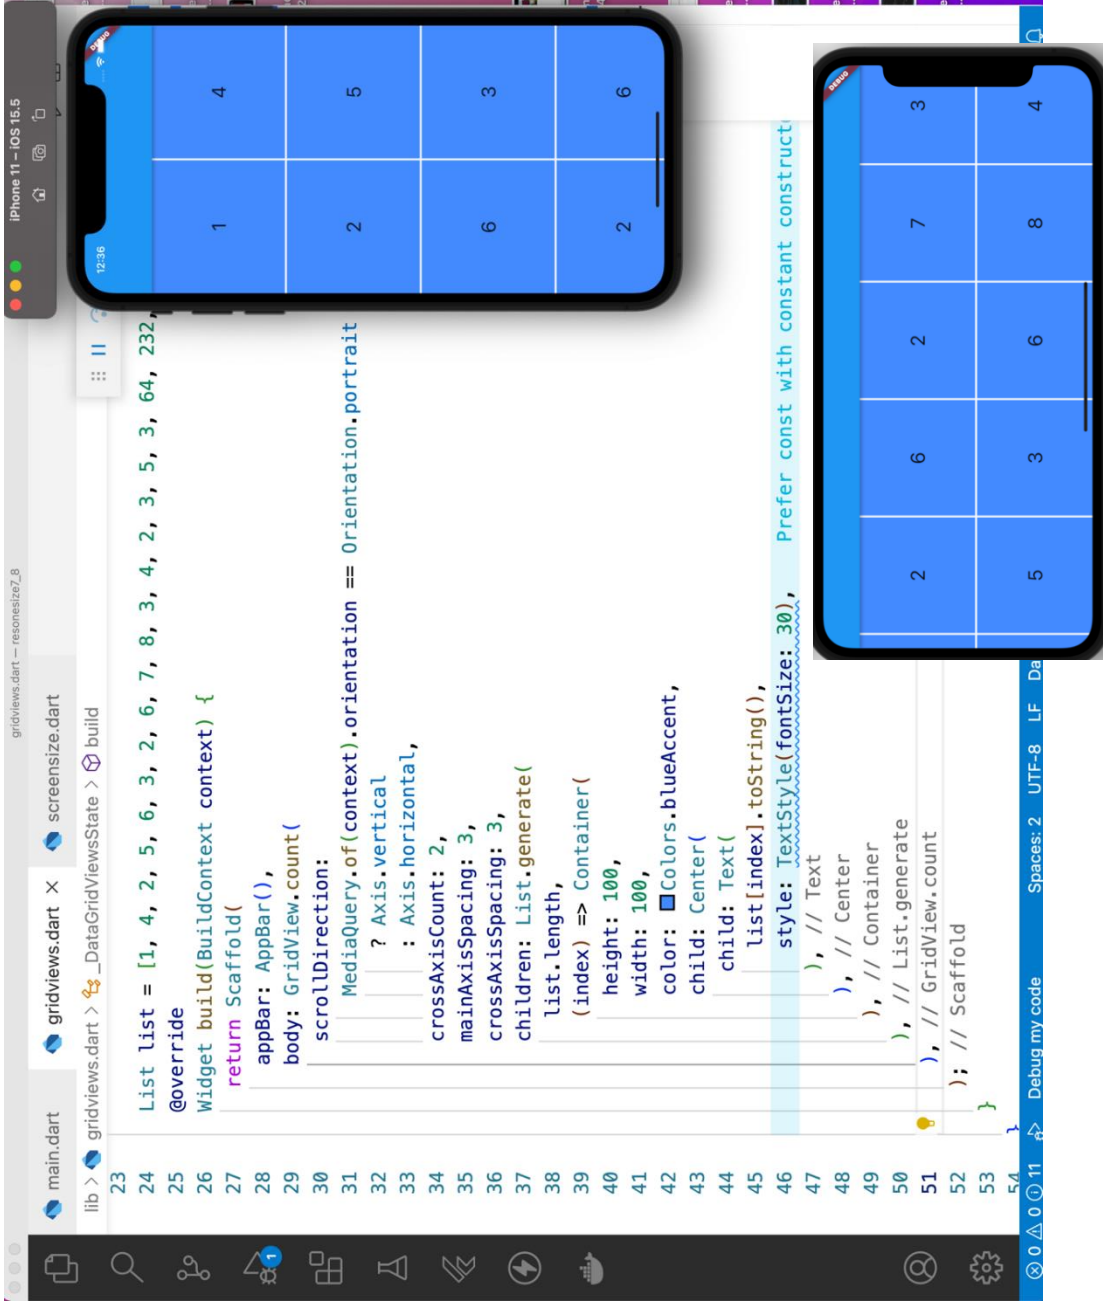 gridviews.dart — resonesize7_8
main.dart
gridviews.dart ×
screensize.dart
lib > gridviews.dart > _DataGridViewsState > build
23
24 List list = [1, 4, 2, 5, 6, 3, 2, 6, 7, 8, 3, 4, 2, 3, 5, 3, 64, 232,
25 @override
26 Widget build(BuildContext context) {
27 return Scaffold(
28 appBar: AppBar(),
29 body: GridView.count(
30 scrollDirection:
31 MediaQuery.of(context).orientation == Orientation.portrait
32 ? Axis.vertical
33 : Axis.horizontal,
34 crossAxisCount: 2,
35 mainAxisSpacing: 3,
36 crossAxisSpacing: 3,
37 children: List.generate(
38 list.length,
39 (index) => Container(
40 height: 100,
41 width: 100,
42 color: Colors.blueAccent,
43 child: Center(
44 child: Text(
45 list[index].toString(),
46 style: TextStyle(fontSize: 30), Prefer const with constant construct
47 ), // Text
48 ), // Center
49 ), // Container
50 ), // List.generate
51 ), // GridView.count
52 ); // Scaffold
53 }
54 }
1
0 0 11 Debug my code Spaces: 2 UTF-8 LF Da
iPhone 11 – iOS 15.5
12:36
DEBUG
1 4
2 5
6 3
2 6
DEBUG
2 6 2 7 3
5 3 6 8 4